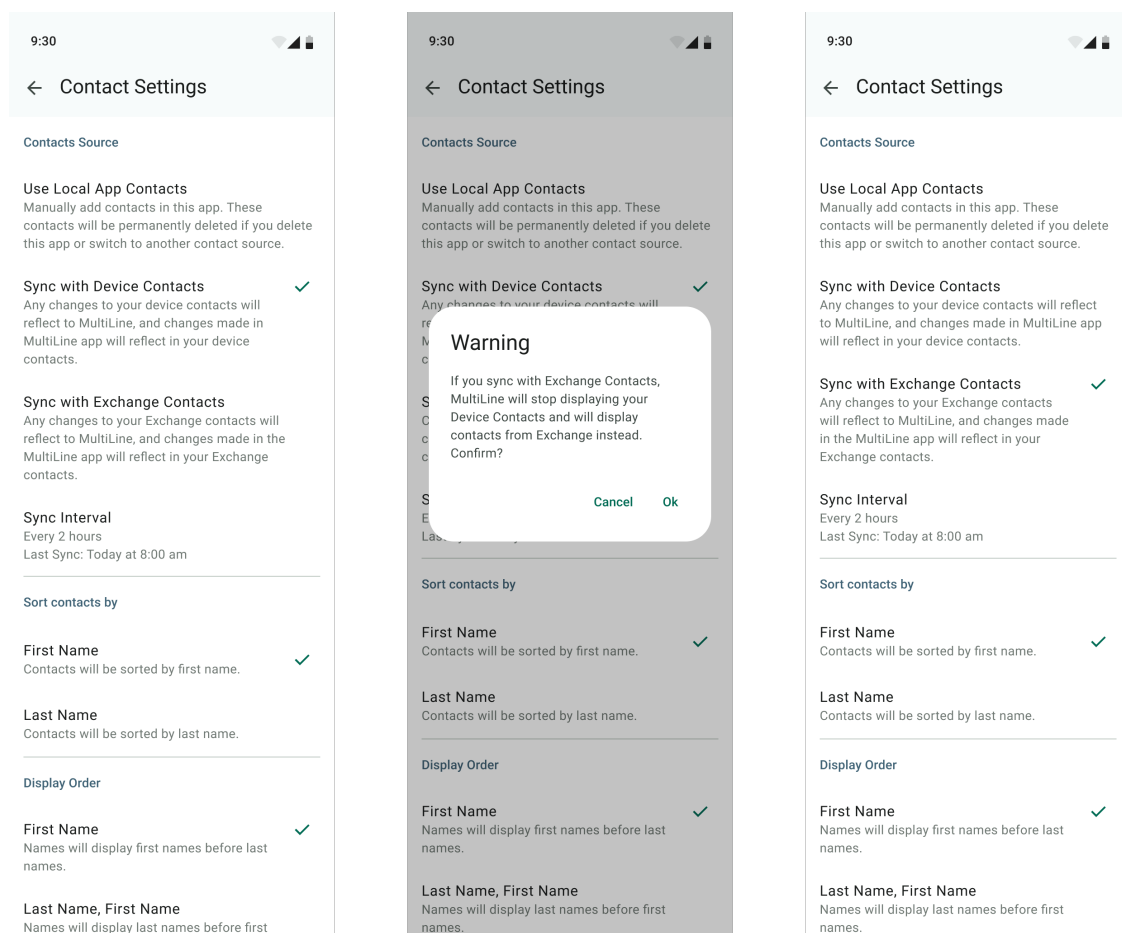 9:30
Contact Settings
Contacts Source
Use Local App Contacts
Manually add contacts in this app. These
contacts will be permanently deleted if you delete
this app or switch to another contact source.
Sync with Device Contacts
Any changes to your device contacts will
reflect to MultiLine, and changes made in
MultiLine app will reflect in your device
contacts.
Sync with Exchange Contacts
Any changes to your Exchange contacts will
reflect to MultiLine, and changes made in the
MultiLine app will reflect in your Exchange
contacts.
Sync Interval
Every 2 hours
Last Sync: Today at 8:00 am
Sort contacts by
First Name
Contacts will be sorted by first name.
Last Name
Contacts will be sorted by last name.
Display Order
First Name
Names will display first names before last
names.
Last Name, First Name
Names will display last names before first
9:30
Contact Settings
Contacts Source
Use Local App Contacts
Manually add contacts in this app. These
contacts will be permanently deleted if you delete
this app or switch to another contact source.
Sync with Device Contacts
Any changes to your device contacts will
Warning
If you sync with Exchange Contacts,
MultiLine will stop displaying your
Device Contacts and will display
contacts from Exchange instead.
Confirm?
Cancel Ok
Sort contacts by
First Name
Contacts will be sorted by first name.
Last Name
Contacts will be sorted by last name.
Display Order
First Name
Names will display first names before last
names.
Last Name, First Name
Names will display last names before first
names.
9:30
Contact Settings
Contacts Source
Use Local App Contacts
Manually add contacts in this app. These
contacts will be permanently deleted if you delete
this app or switch to another contact source.
Sync with Device Contacts
Any changes to your device contacts will reflect
to MultiLine, and changes made in MultiLine app
will reflect in your device contacts.
Sync with Exchange Contacts
Any changes to your Exchange contacts
will reflect to MultiLine, and changes made
in the MultiLine app will reflect in your
Exchange contacts.
Sync Interval
Every 2 hours
Last Sync: Today at 8:00 am
Sort contacts by
First Name
Contacts will be sorted by first name.
Last Name
Contacts will be sorted by last name.
Display Order
First Name
Names will display first names before last
names.
Last Name, First Name
Names will display last names before first
names.